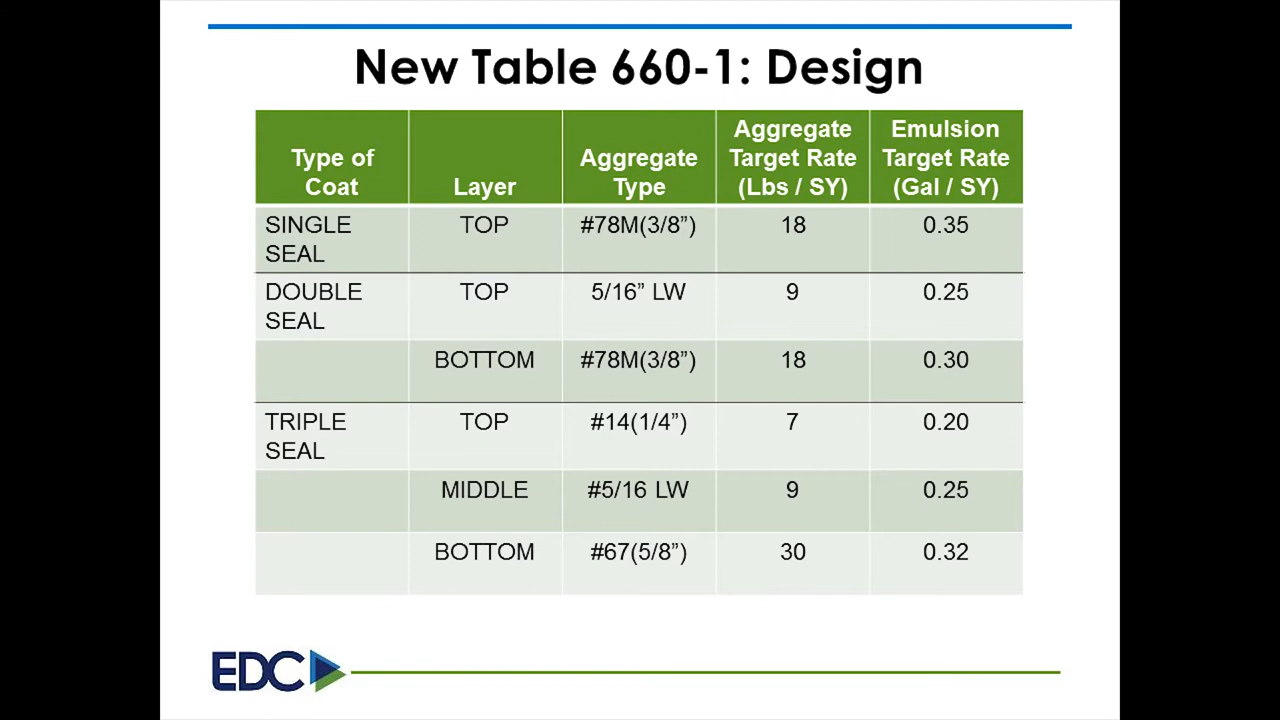 New Table 660-1: Design
Type of Coat Layer Aggregate Type Aggregate Target Rate (Lbs / SY) Emulsion Target Rate (Gal / SY)
SINGLE SEAL TOP #78M(3/8”) 18 0.35
DOUBLE SEAL TOP 5/16” LW 9 0.25
BOTTOM #78M(3/8”) 18 0.30
TRIPLE SEAL TOP #14(1/4”) 7 0.20
MIDDLE #5/16 LW 9 0.25
BOTTOM #67(5/8”) 30 0.32
EDC